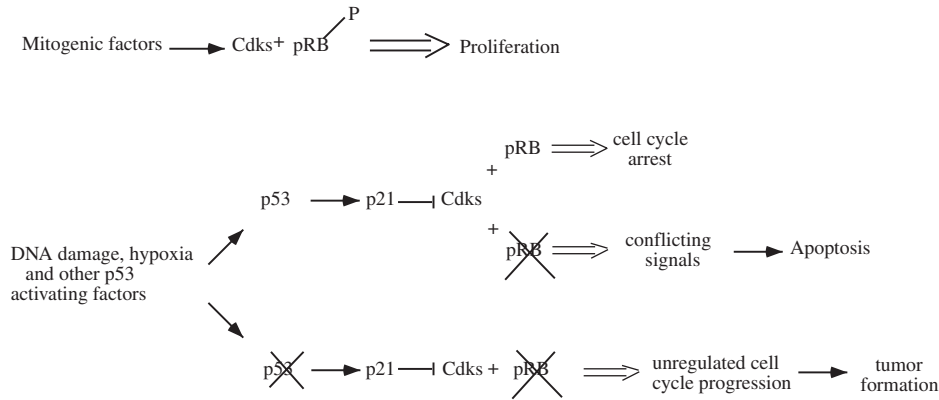 P
Mitogenic factors Cdks+ pRB Proliferation
pRB cell cycle
arrest
+
p53 p21 Cdks
+
pRB conflicting
signals Apoptosis
DNA damage, hypoxia
and other p53
activating factors
p53 p21 Cdks + pRB unregulated cell
cycle progression tumor
formation